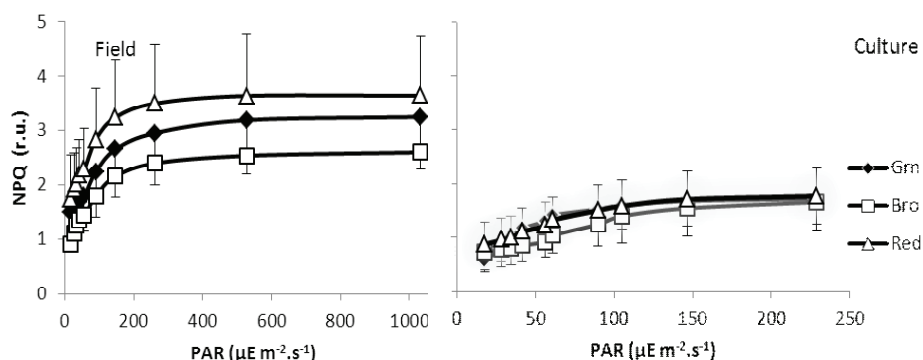 5
4
3
2
1
0
NPQ (r.u.)
Field
0 200 400 600 800 1000
PAR (µE m⁻².s⁻¹)
Culture
Grn
Bro
Red
0 50 100 150 200 250
PAR (µE m⁻².s⁻¹)